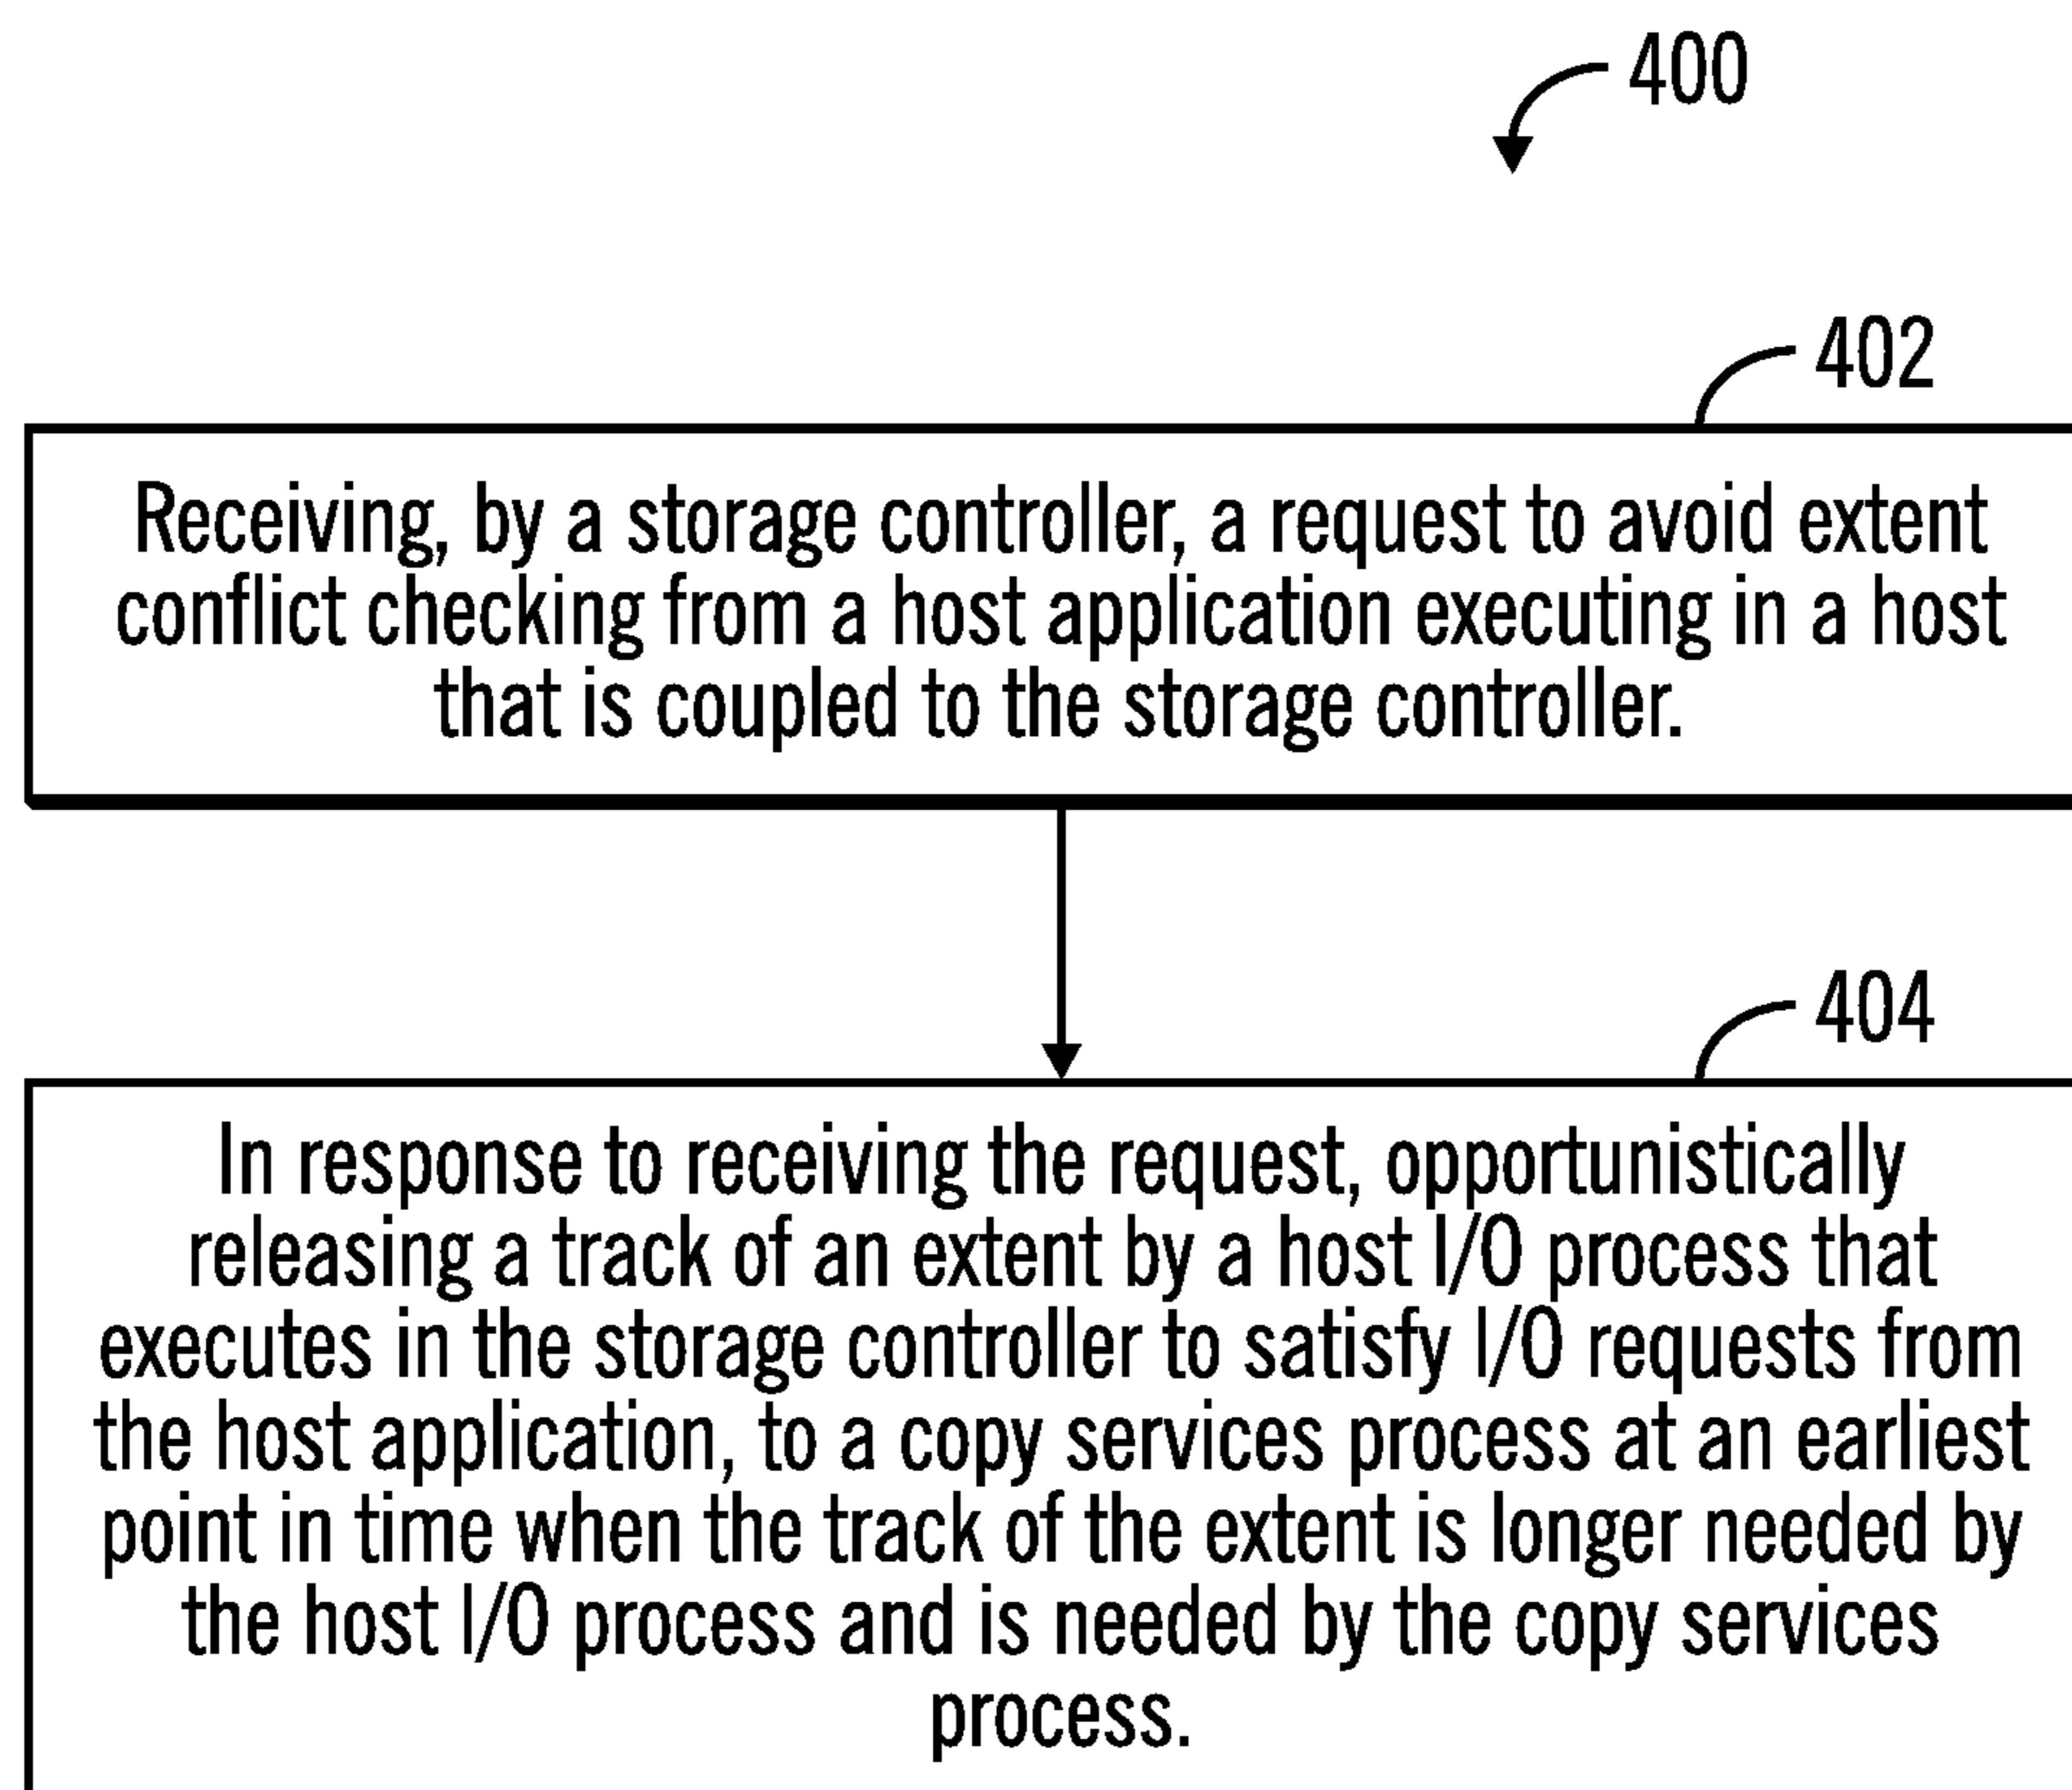 400
402
Receiving, by a storage controller, a request to avoid extent
conflict checking from a host application executing in a host
that is coupled to the storage controller.
404
In response to receiving the request, opportunistically
releasing a track of an extent by a host I/O process that
executes in the storage controller to satisfy I/O requests from
the host application, to a copy services process at an earliest
point in time when the track of the extent is longer needed by
the host I/O process and is needed by the copy services
process.